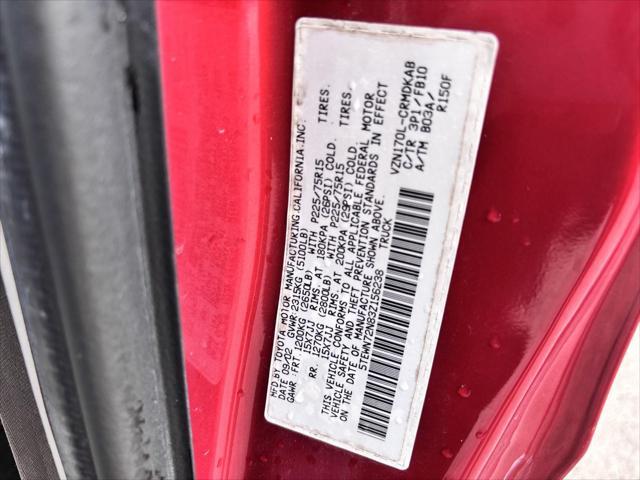 MFD BY TOYOTA MOTOR MANUFACTURING, CALIFORNIA, INC.
DATE 09/02 GVWR:2315KG (5100LB)
GAWR: FRT 1200KG (2650LB) WITH P225/75R15 TIRES.
15X7JJ RIMS. AT 180KPA (26PSI) COLD.
RR. 1270KG (2800LB) WITH P225/75R15 TIRES.
15X7JJ RIMS. AT 200KPA (29PSI) COLD.
THIS VEHICLE CONFORMS TO ALL APPLICABLE FEDERAL MOTOR
VEHICLE SAFETY AND THEFT PREVENTION STANDARDS IN EFFECT
ON THE DATE OF MANUFACTURE SHOWN ABOVE.
5TEWN72N832156238 TRUCK
VZN170L-CRMDKAB
C/TR 3P1/FB10
A/TM B03A/
R150F